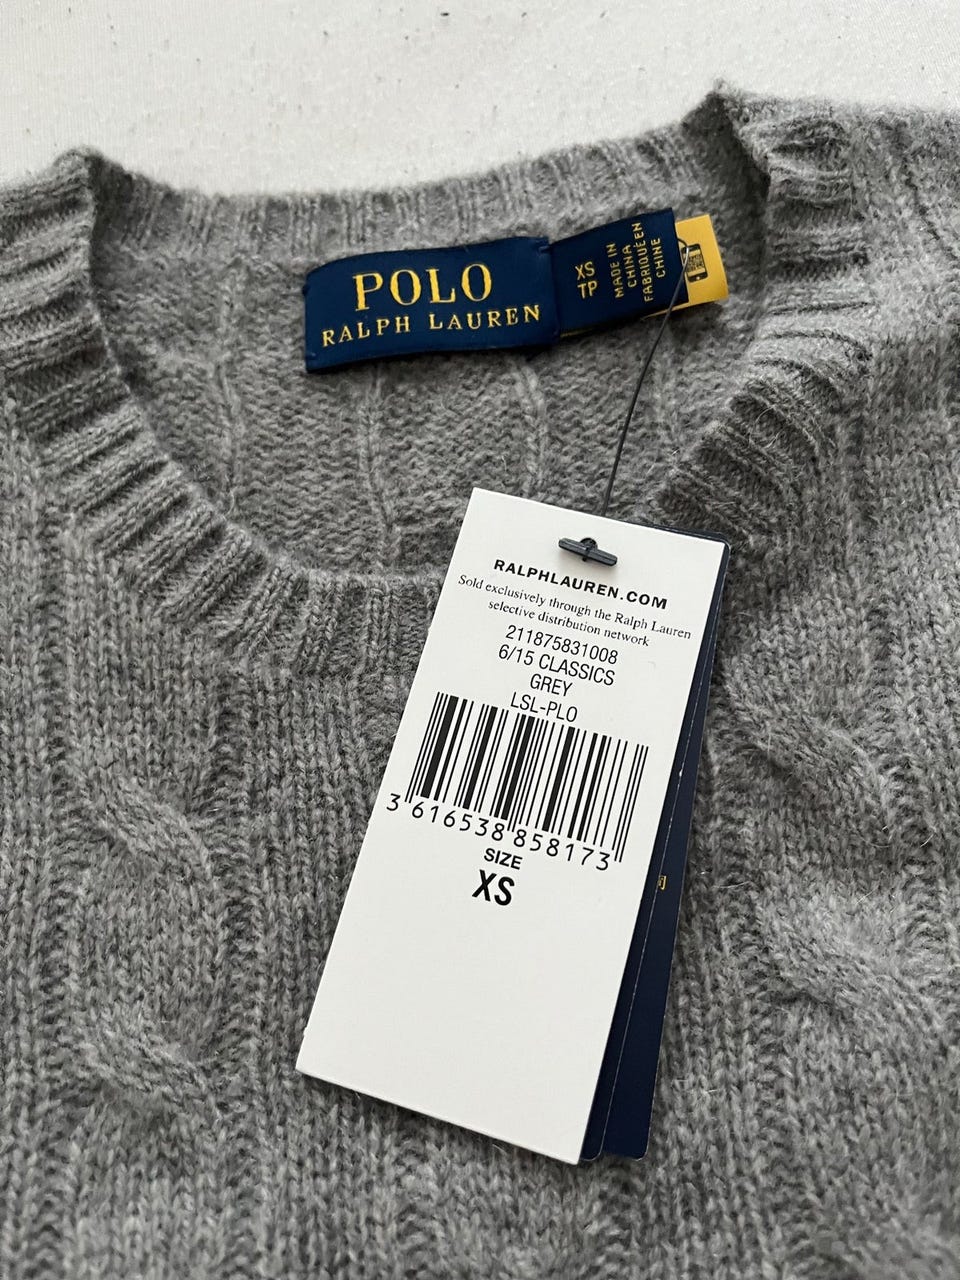 POLO
RALPH LAUREN
XS
TP
MADE IN
CHINA
FABRIQUÉ EN
CHINE
RALPHLAUREN.COM
Sold exclusively through the Ralph Lauren
selective distribution network
211875831008
6/15 CLASSICS
GREY
LSL-PLO
3 616538 858173
SIZE
XS